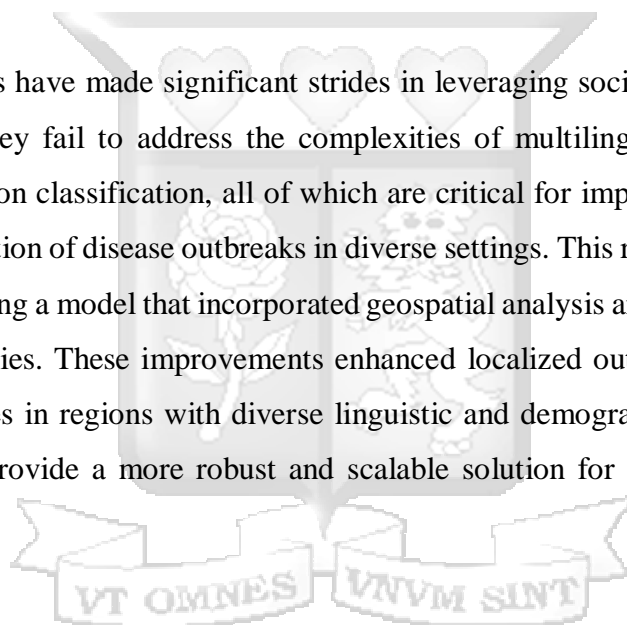 s have made significant strides in leveraging soci
ey fail to address the complexities of multiling
on classification, all of which are critical for imp
tion of disease outbreaks in diverse settings. This r
ng a model that incorporated geospatial analysis a
ies. These improvements enhanced localized out
es in regions with diverse linguistic and demogra
rovide a more robust and scalable solution for
VT OMNES VNVM SINT